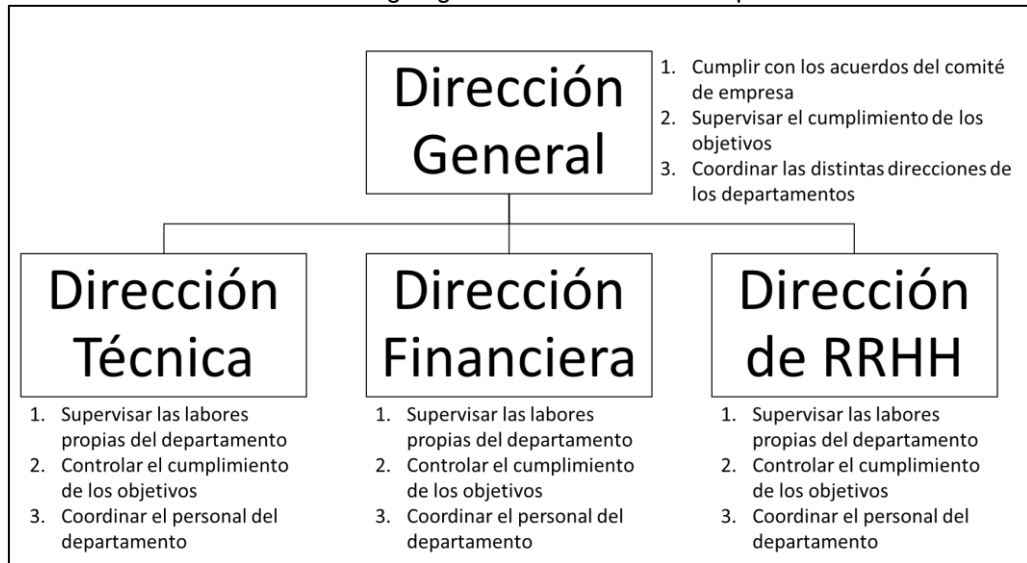 Dirección
General
1. Cumplir con los acuerdos del comité
de empresa
2. Supervisar el cumplimiento de los
objetivos
3. Coordinar las distintas direcciones de
los departamentos
Dirección
Técnica
1. Supervisar las labores
propias del departamento
2. Controlar el cumplimiento
de los objetivos
3. Coordinar el personal del
departamento
Dirección
Financiera
1. Supervisar las labores
propias del departamento
2. Controlar el cumplimiento
de los objetivos
3. Coordinar el personal del
departamento
Dirección
de RRHH
1. Supervisar las labores
propias del departamento
2. Controlar el cumplimiento
de los objetivos
3. Coordinar el personal del
departamento